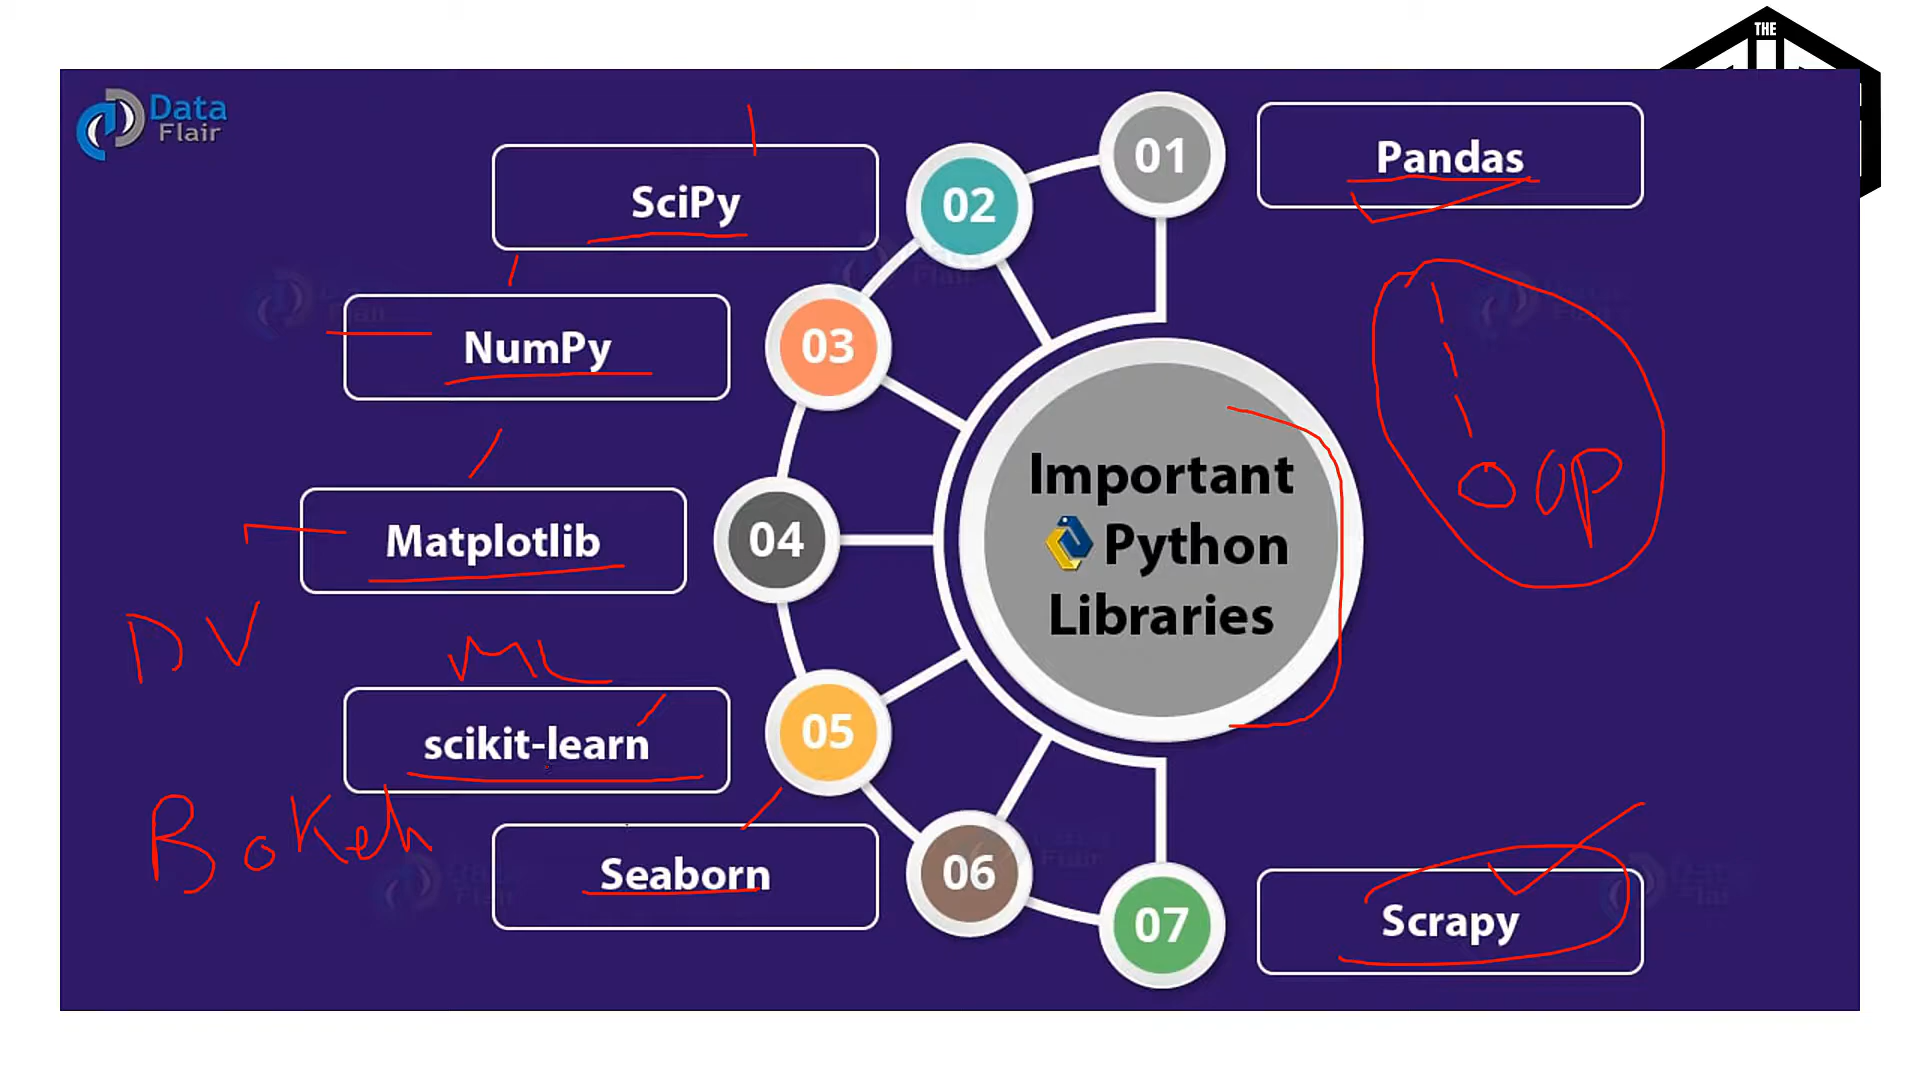 THE
Data
Flair
01
Pandas
SciPy
02
NumPy
03
OOP
Important
Python
Libraries
Matplotlib
04
DV
ML
scikit-learn
05
Bokeh
Seaborn
06
07
Scrapy